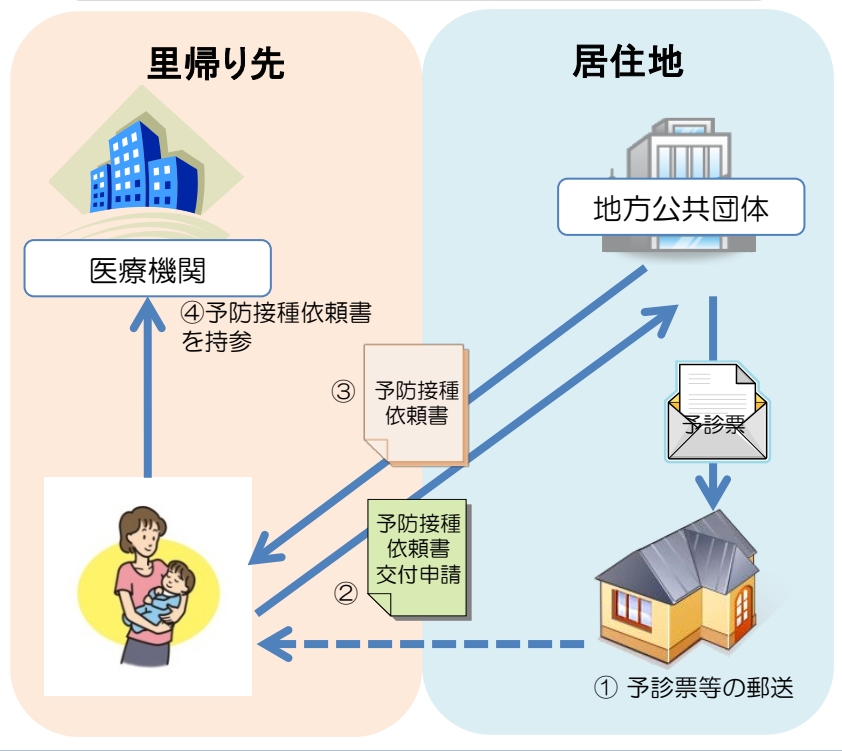 里帰り先
居住地
医療機関
地方公共団体
④予防接種依頼書
を持参
③
予防接種
依頼書
予診票
予防接種
依頼書
交付申請
②
① 予診票等の郵送